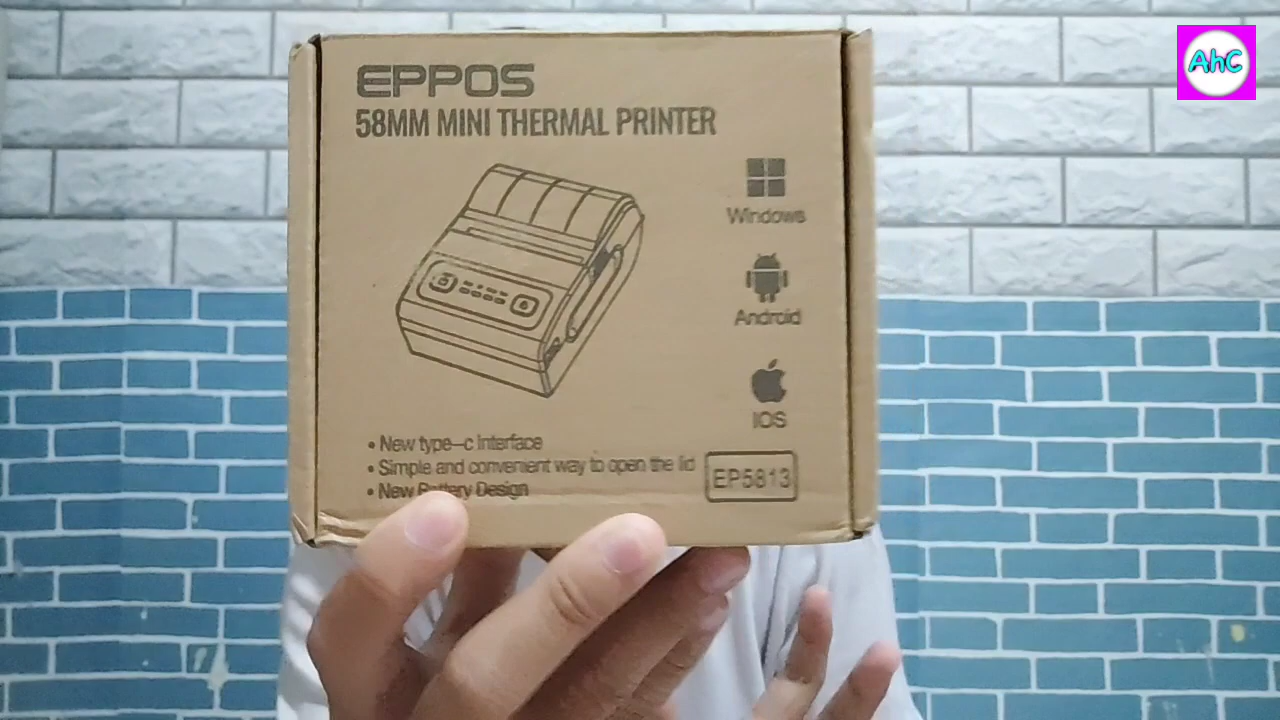 AhC
EPPOS
58MM MINI THERMAL PRINTER
Windows
Android
IOS
• New type-c Interface
• Simple and convenient way to open the lid
• New Battery Design
EP5813